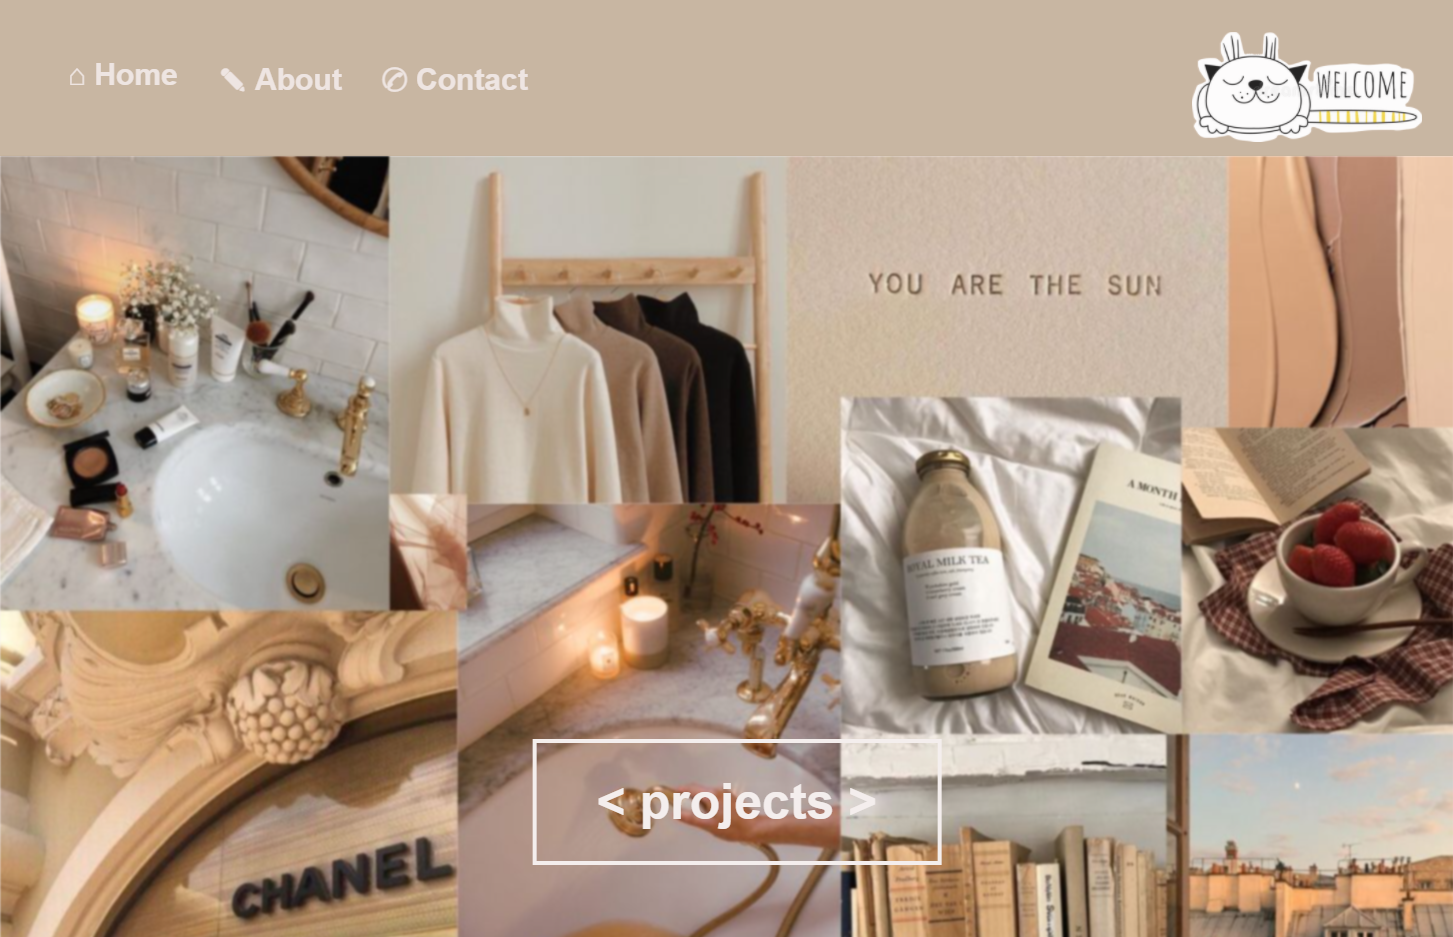 ⌂ Home
✎ About
✆ Contact
WELCOME
YOU ARE THE SUN
A MONTH
ROYAL MILK TEA
CHANEL
< projects >